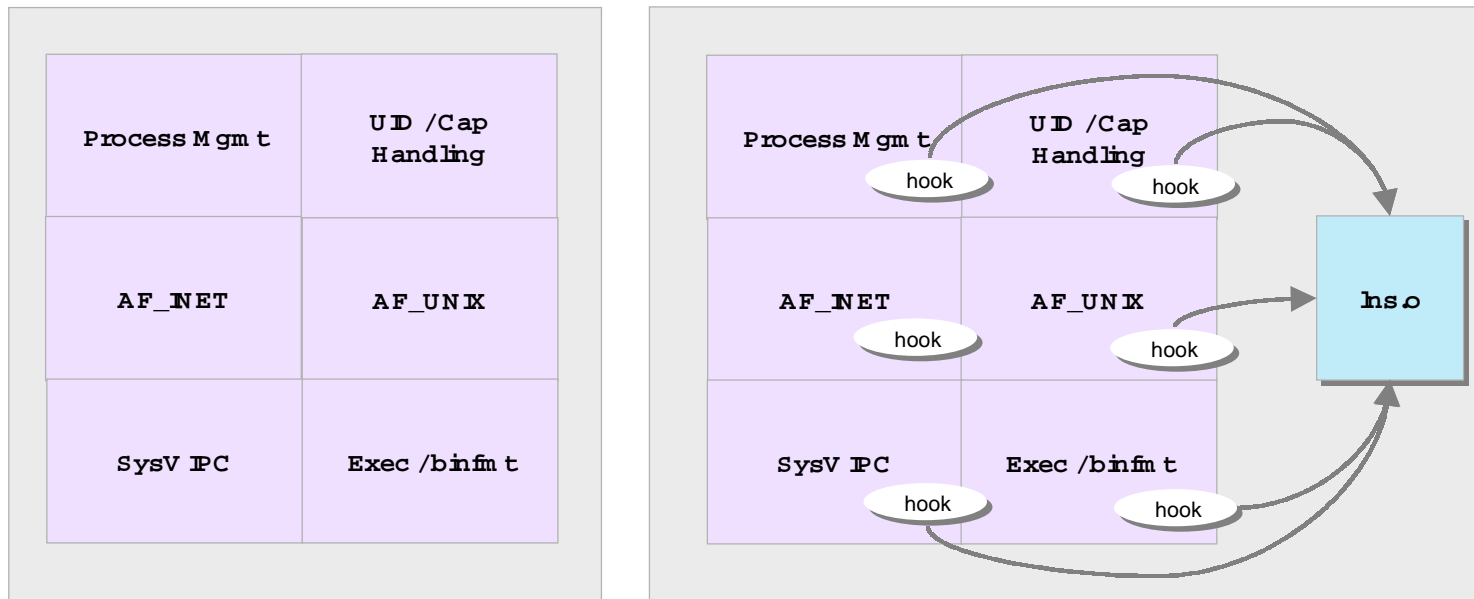 Process Mgmt
UID /Cap
Handling
AF_INET
AF_UNIX
SysV IPC
Exec /binfmt
Process Mgmt
hook
UID /Cap
Handling
hook
AF_INET
hook
AF_UNIX
hook
lns.o
SysV IPC
hook
Exec /binfmt
hook